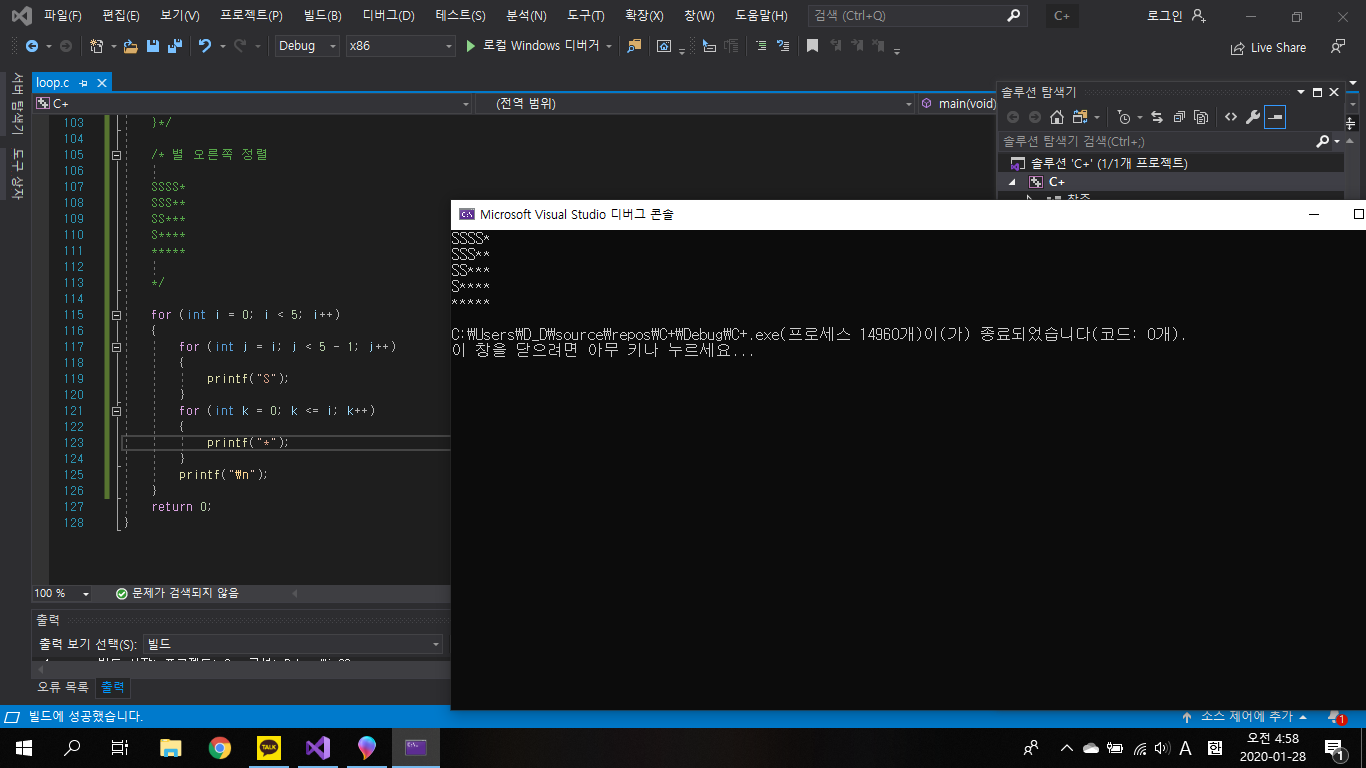 파일(F) 편집(E) 보기(V) 프로젝트(P) 빌드(B) 디버그(D) 테스트(S) 분석(N) 도구(T) 확장(X) 창(W) 도움말(H) 검색 (Ctrl+Q) C+ 로그인
Debug x86 로컬 Windows 디버거 Live Share
서버 탐색기
도구 상자
loop.c
C+ (전역 범위) main(void)
103 }*/
104
105 /* 별 오른쪽 정렬
106
107 SSSS*
108 SSS**
109 SS***
110 S****
111 *****
112
113 */
114
115 for (int i = 0; i < 5; i++)
116 {
117 for (int j = i; j < 5 - 1; j++)
118 {
119 printf("S");
120 }
121 for (int k = 0; k <= i; k++)
122 {
123 printf("*");
124 }
125 printf("₩n");
126 }
127 return 0;
128 }
솔루션 탐색기
솔루션 탐색기 검색(Ctrl+;)
솔루션 'C+' (1/1개 프로젝트)
C+
Microsoft Visual Studio 디버그 콘솔
SSSS*
SSS**
SS***
S****
*****
C:₩Users₩D_D₩source₩repos₩C+₩Debug₩C+.exe(프로세스 14960개)이(가) 종료되었습니다(코드: 0개).
이 창을 닫으려면 아무 키나 누르세요...
100 % 문제가 검색되지 않음
출력
출력 보기 선택(S): 빌드
오류 목록 출력
빌드에 성공했습니다. 소스 제어에 추가 1
TALK A 한 오전 4:58
2020-01-28 1